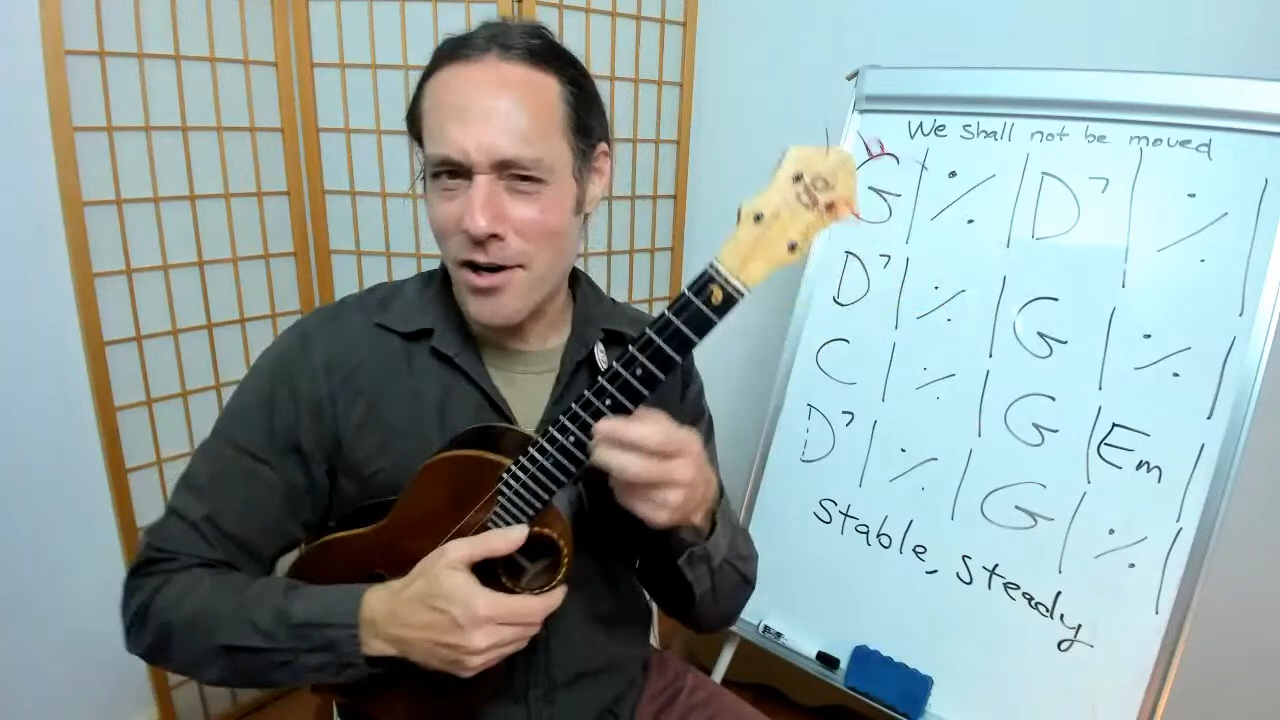 We shall not be moved
G | ٪ | D7 | ٪ |
D7 | ٪ | G | ٪ |
C | ٪ | G | Em |
D7 | ٪ | G | ٪ |
stable, steady